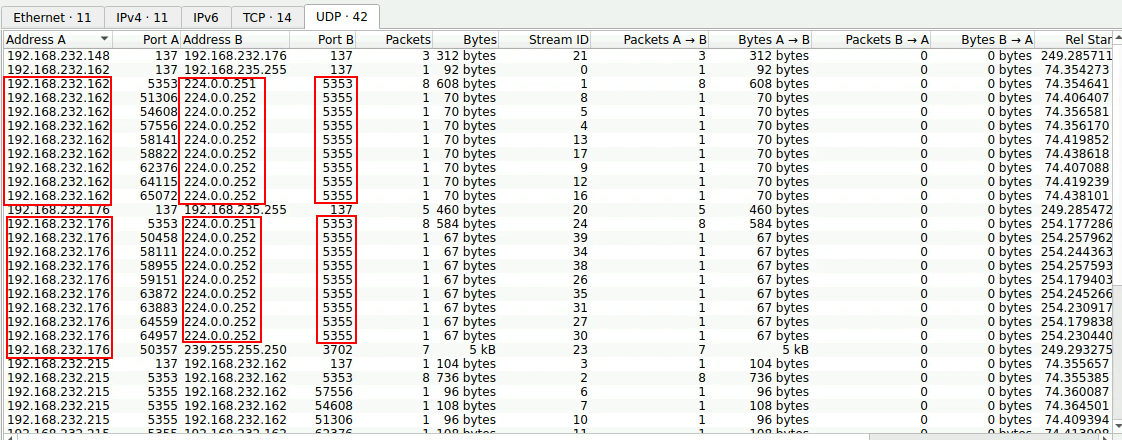 Ethernet · 11 IPv4 · 11 IPv6 TCP · 14 UDP · 42
Address A Port A Address B Port B Packets Bytes Stream ID Packets A → B Bytes A → B Packets B → A Bytes B → A Rel Star
192.168.232.148 137 192.168.232.176 137 3 312 bytes 21 3 312 bytes 0 0 bytes 249.285711
192.168.232.162 137 192.168.235.255 137 1 92 bytes 0 1 92 bytes 0 0 bytes 74.354273
192.168.232.162 5353 224.0.0.251 5353 8 608 bytes 1 8 608 bytes 0 0 bytes 74.354641
192.168.232.162 51306 224.0.0.252 5355 1 70 bytes 8 1 70 bytes 0 0 bytes 74.406407
192.168.232.162 54608 224.0.0.252 5355 1 70 bytes 5 1 70 bytes 0 0 bytes 74.356581
192.168.232.162 57556 224.0.0.252 5355 1 70 bytes 4 1 70 bytes 0 0 bytes 74.356170
192.168.232.162 58141 224.0.0.252 5355 1 70 bytes 13 1 70 bytes 0 0 bytes 74.419852
192.168.232.162 58822 224.0.0.252 5355 1 70 bytes 17 1 70 bytes 0 0 bytes 74.438618
192.168.232.162 62376 224.0.0.252 5355 1 70 bytes 9 1 70 bytes 0 0 bytes 74.407088
192.168.232.162 64115 224.0.0.252 5355 1 70 bytes 12 1 70 bytes 0 0 bytes 74.419239
192.168.232.162 65072 224.0.0.252 5355 1 70 bytes 16 1 70 bytes 0 0 bytes 74.438101
192.168.232.176 137 192.168.235.255 137 5 460 bytes 20 5 460 bytes 0 0 bytes 249.285472
192.168.232.176 5353 224.0.0.251 5353 8 584 bytes 24 8 584 bytes 0 0 bytes 254.177286
192.168.232.176 50458 224.0.0.252 5355 1 67 bytes 39 1 67 bytes 0 0 bytes 254.257962
192.168.232.176 58111 224.0.0.252 5355 1 67 bytes 34 1 67 bytes 0 0 bytes 254.244363
192.168.232.176 58955 224.0.0.252 5355 1 67 bytes 38 1 67 bytes 0 0 bytes 254.257593
192.168.232.176 59151 224.0.0.252 5355 1 67 bytes 26 1 67 bytes 0 0 bytes 254.179403
192.168.232.176 63872 224.0.0.252 5355 1 67 bytes 35 1 67 bytes 0 0 bytes 254.245266
192.168.232.176 63883 224.0.0.252 5355 1 67 bytes 31 1 67 bytes 0 0 bytes 254.230917
192.168.232.176 64559 224.0.0.252 5355 1 67 bytes 27 1 67 bytes 0 0 bytes 254.179838
192.168.232.176 64957 224.0.0.252 5355 1 67 bytes 30 1 67 bytes 0 0 bytes 254.230440
192.168.232.176 50357 239.255.255.250 3702 7 5 kB 23 7 5 kB 0 0 bytes 249.293275
192.168.232.215 137 192.168.232.162 137 1 104 bytes 3 1 104 bytes 0 0 bytes 74.355657
192.168.232.215 5353 192.168.232.162 5353 8 736 bytes 2 8 736 bytes 0 0 bytes 74.355385
192.168.232.215 5355 192.168.232.162 57556 1 96 bytes 6 1 96 bytes 0 0 bytes 74.360087
192.168.232.215 5355 192.168.232.162 54608 1 108 bytes 7 1 108 bytes 0 0 bytes 74.364501
192.168.232.215 5355 192.168.232.162 51306 1 96 bytes 10 1 96 bytes 0 0 bytes 74.409394